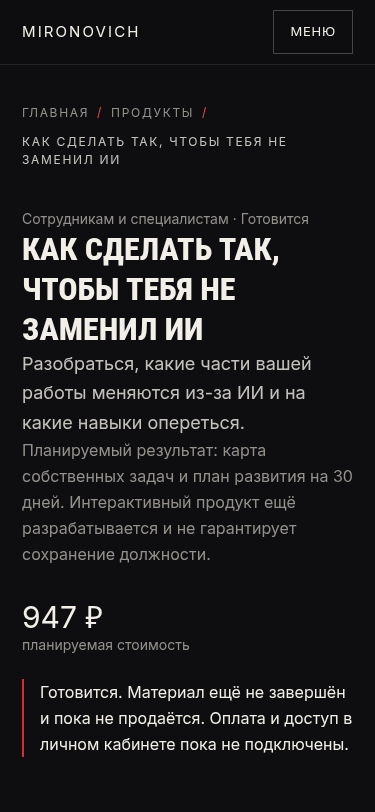 MIRONOVICH
МЕНЮ
ГЛАВНАЯ / ПРОДУКТЫ /
КАК СДЕЛАТЬ ТАК, ЧТОБЫ ТЕБЯ НЕ
ЗАМЕНИЛ ИИ
Сотрудникам и специалистам · Готовится
КАК СДЕЛАТЬ ТАК,
ЧТОБЫ ТЕБЯ НЕ
ЗАМЕНИЛ ИИ
Разобраться, какие части вашей
работы меняются из-за ИИ и на
какие навыки опереться.
Планируемый результат: карта
собственных задач и план развития на 30
дней. Интерактивный продукт ещё
разрабатывается и не гарантирует
сохранение должности.
947 ₽
планируемая стоимость
Готовится. Материал ещё не завершён
и пока не продаётся. Оплата и доступ в
личном кабинете пока не подключены.